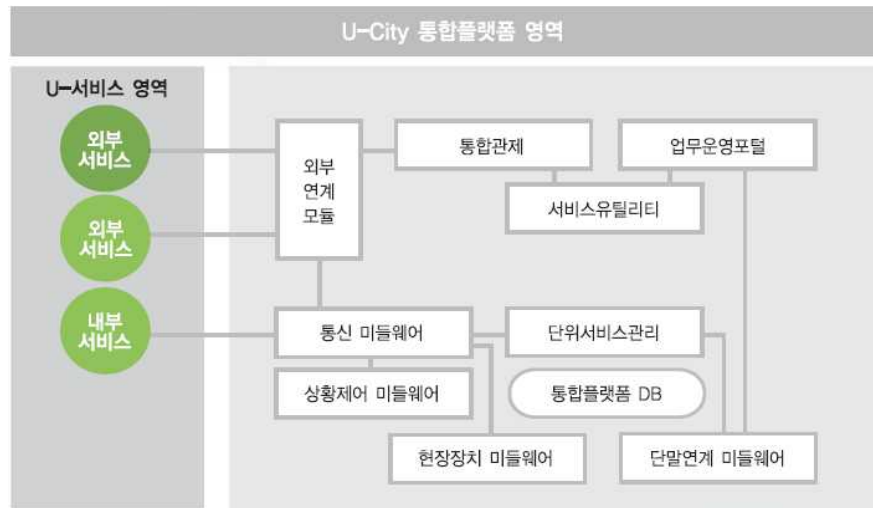 U-City 통합플랫폼 영역
U-서비스 영역
외부
서비스
외부
서비스
내부
서비스
외부
연계
모듈
통합관제
업무운영포털
서비스유틸리티
통신 미들웨어
단위서비스관리
상황제어 미들웨어
통합플랫폼 DB
현장장치 미들웨어
단말연계 미들웨어